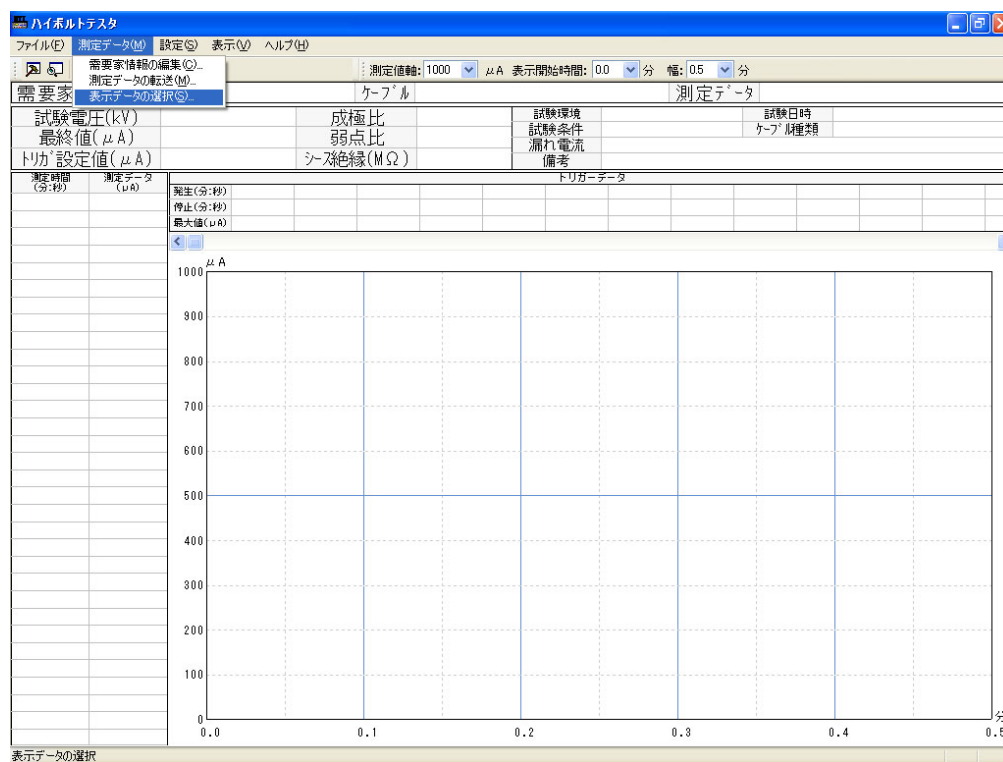 ハイボルトテスタ
ファイル(F) 測定データ(M) 設定(S) 表示(V) ヘルプ(H)
需要家情報の編集(C)...
測定データの転送(M)...
表示データの選択(S)...
測定値軸: 1000 μA 表示開始時間: 0.0 分 幅: 0.5 分
需要家 ケーブル 測定データ
試験電圧(kV) 成極比 試験環境 試験日時
最終値(μA) 弱点比 試験条件 ケーブル種類
漏れ電流
トリガ設定値(μA) シース絶縁(MΩ) 備考
測定時間 測定データ トリガーデータ
(分:秒) (μA)
発生(分:秒)
停止(分:秒)
最大値(μA)
μA
1000
900
800
700
600
500
400
300
200
100
0
0.0 0.1 0.2 0.3 0.4 0.5
分
表示データの選択